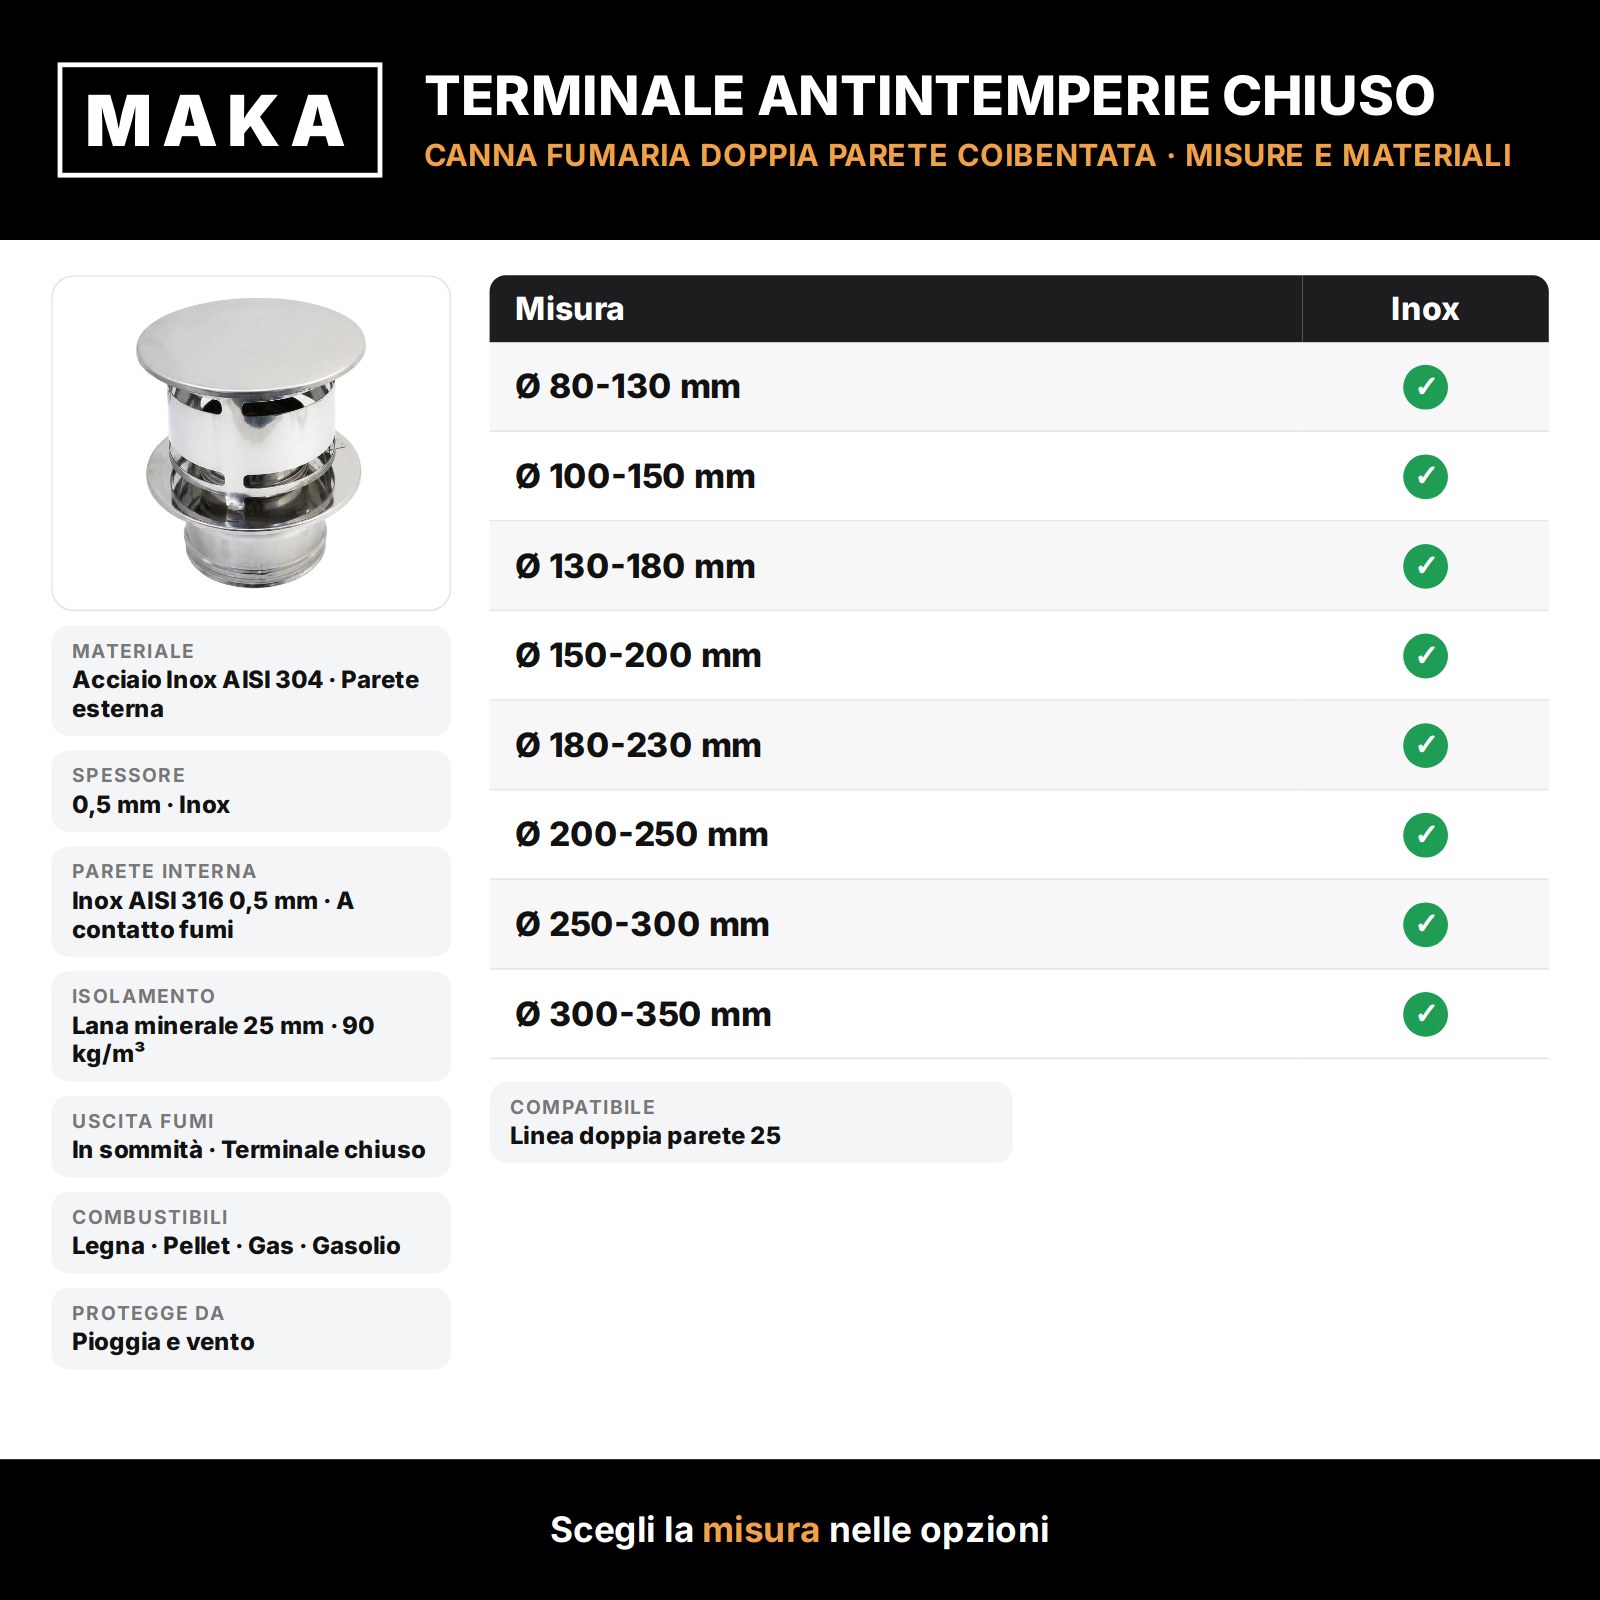 MAKA
TERMINALE ANTINTEMPERIE CHIUSO
CANNA FUMARIA DOPPIA PARETE COIBENTATA · MISURE E MATERIALI
MATERIALE
Acciaio Inox AISI 304 · Parete
esterna
SPESSORE
0,5 mm · Inox
PARETE INTERNA
Inox AISI 316 0,5 mm · A
contatto fumi
ISOLAMENTO
Lana minerale 25 mm · 90
kg/m³
USCITA FUMI
In sommità · Terminale chiuso
COMBUSTIBILI
Legna · Pellet · Gas · Gasolio
PROTEGGE DA
Pioggia e vento
Misura Inox
Ø 80-130 mm ✓
Ø 100-150 mm ✓
Ø 130-180 mm ✓
Ø 150-200 mm ✓
Ø 180-230 mm ✓
Ø 200-250 mm ✓
Ø 250-300 mm ✓
Ø 300-350 mm ✓
COMPATIBILE
Linea doppia parete 25
Scegli la misura nelle opzioni